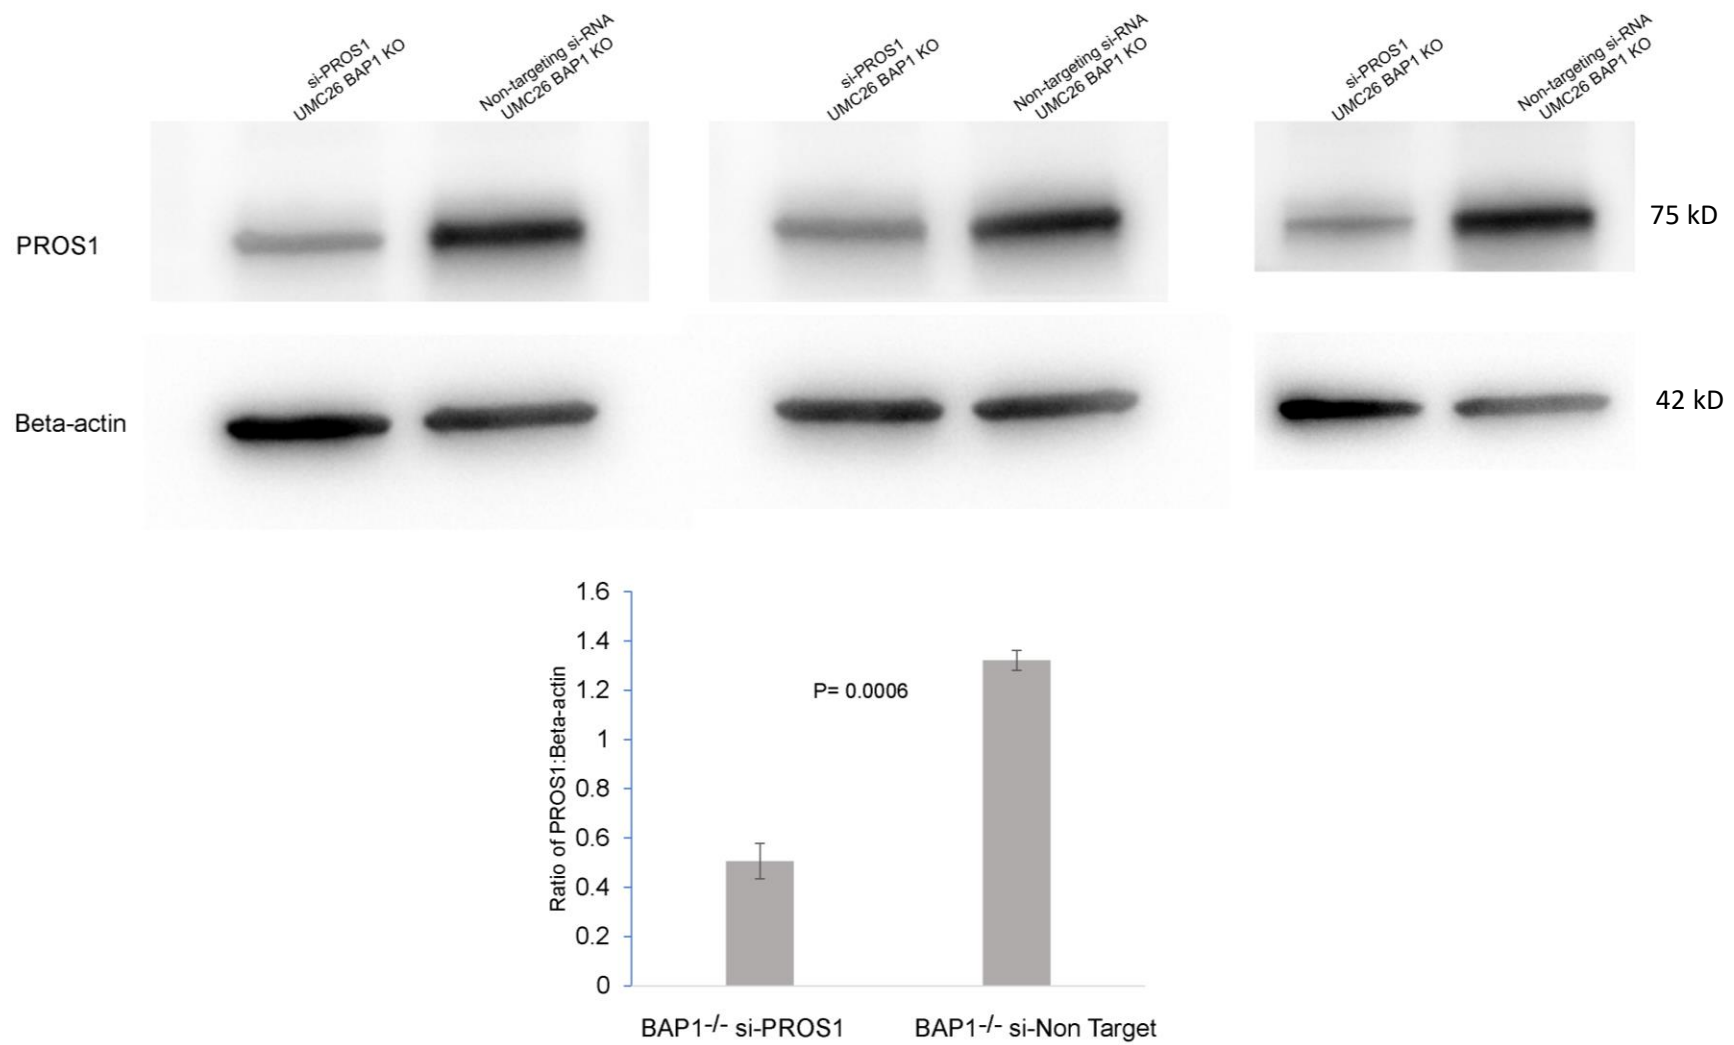 si-PROS1
UMC26 BAP1 KO
Non-targeting si-RNA
UMC26 BAP1 KO
si-PROS1
UMC26 BAP1 KO
Non-targeting si-RNA
UMC26 BAP1 KO
si-PROS1
UMC26 BAP1 KO
Non-targeting si-RNA
UMC26 BAP1 KO
PROS1
75 kD
Beta-actin
42 kD
Ratio of PROS1:Beta-actin
1.6
1.4
1.2
1
0.8
0.6
0.4
0.2
0
P= 0.0006
BAP1-/- si-PROS1
BAP1-/- si-Non Target